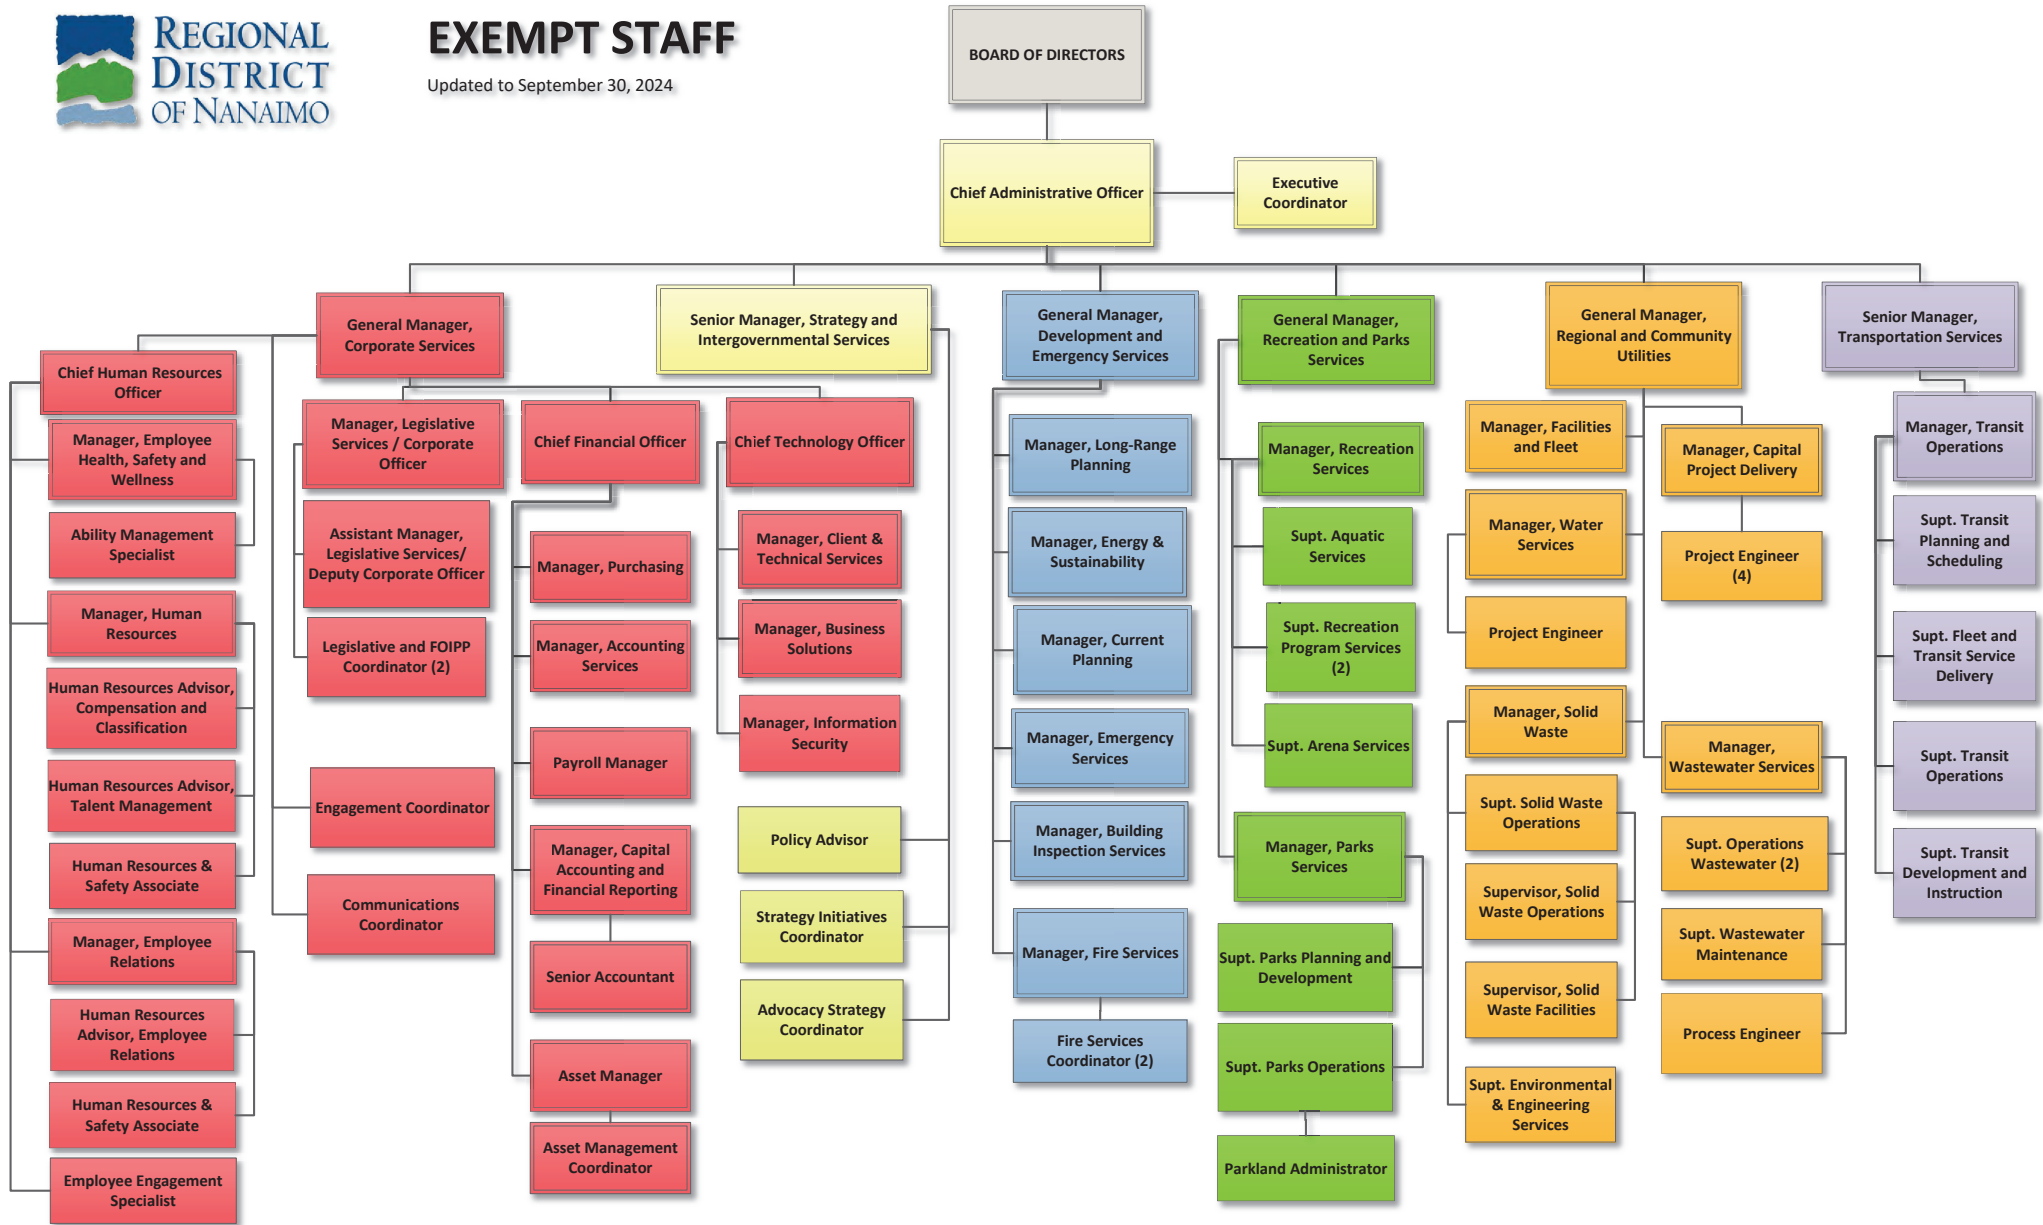 REGIONAL
DISTRICT
OF NANAIMO
EXEMPT STAFF
Updated to September 30, 2024
BOARD OF DIRECTORS
Chief Administrative Officer
Executive
Coordinator
General Manager,
Corporate Services
Senior Manager, Strategy and
Intergovernmental Services
General Manager,
Development and
Emergency Services
General Manager,
Recreation and Parks
Services
General Manager,
Regional and Community
Utilities
Senior Manager,
Transportation Services
Chief Human Resources
Officer
Manager, Employee
Health, Safety and
Wellness
Ability Management
Specialist
Manager, Human
Resources
Human Resources Advisor,
Compensation and
Classification
Human Resources Advisor,
Talent Management
Human Resources &
Safety Associate
Manager, Employee
Relations
Human Resources
Advisor, Employee
Relations
Human Resources &
Safety Associate
Employee Engagement
Specialist
Manager, Legislative
Services / Corporate
Officer
Assistant Manager,
Legislative Services/
Deputy Corporate Officer
Legislative and FOIPP
Coordinator (2)
Engagement Coordinator
Communications
Coordinator
Chief Financial Officer
Manager, Purchasing
Manager, Accounting
Services
Payroll Manager
Manager, Capital
Accounting and
Financial Reporting
Senior Accountant
Asset Manager
Asset Management
Coordinator
Chief Technology Officer
Manager, Client &
Technical Services
Manager, Business
Solutions
Manager, Information
Security
Policy Advisor
Strategy Initiatives
Coordinator
Advocacy Strategy
Coordinator
Manager, Long-Range
Planning
Manager, Energy &
Sustainability
Manager, Current
Planning
Manager, Emergency
Services
Manager, Building
Inspection Services
Manager, Fire Services
Fire Services
Coordinator (2)
Manager, Recreation
Services
Supt. Aquatic
Services
Supt. Recreation
Program Services
(2)
Supt. Arena Services
Manager, Parks
Services
Supt. Parks Planning and
Development
Supt. Parks Operations
Parkland Administrator
Manager, Facilities
and Fleet
Manager, Water
Services
Project Engineer
Manager, Solid
Waste
Supt. Solid Waste
Operations
Supervisor, Solid
Waste Operations
Supervisor, Solid
Waste Facilities
Supt. Environmental
& Engineering
Services
Manager, Capital
Project Delivery
Project Engineer
(4)
Manager,
Wastewater Services
Supt. Operations
Wastewater (2)
Supt. Wastewater
Maintenance
Process Engineer
Manager, Transit
Operations
Supt. Transit
Planning and
Scheduling
Supt. Fleet and
Transit Service
Delivery
Supt. Transit
Operations
Supt. Transit
Development and
Instruction